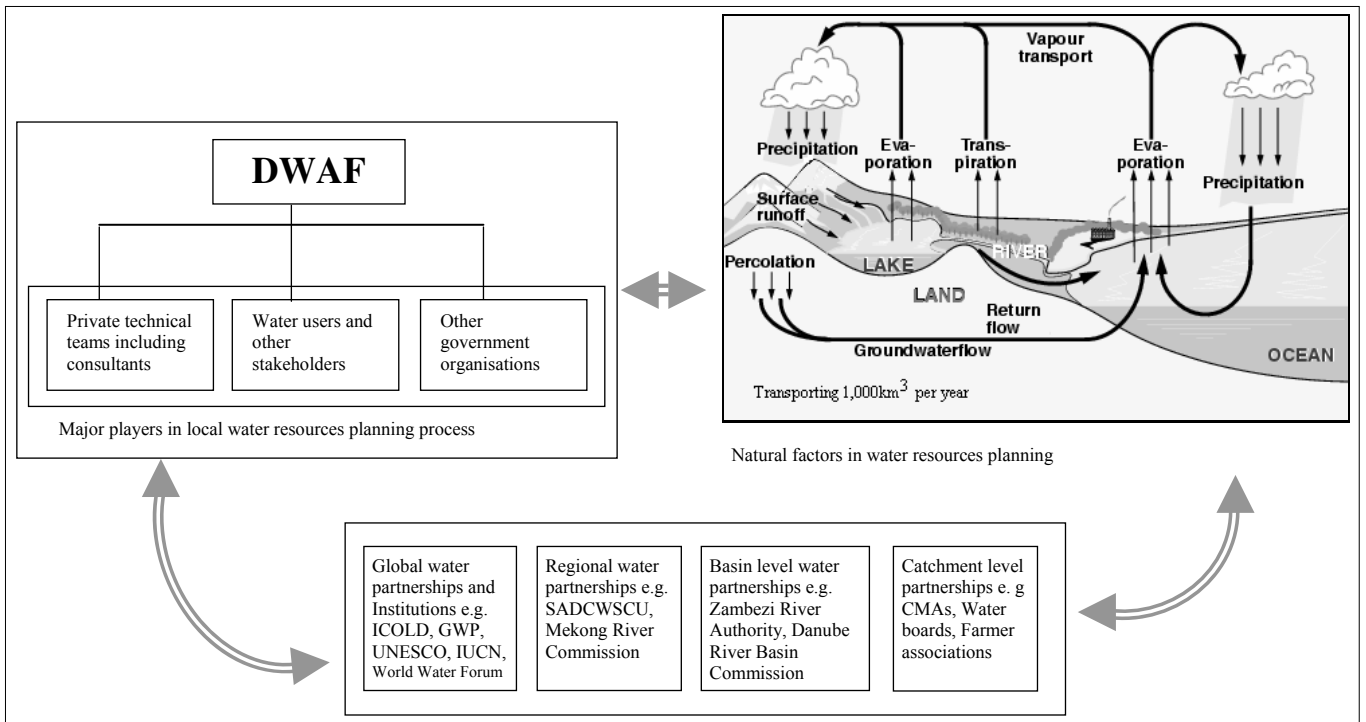 DWAF
Private technical
teams including
consultants
Water users and
other
stakeholders
Other
government
organisations
Major players in local water resources planning process
Vapour
transport
Precipitation
Eva-
poration
Trans-
piration
Eva-
poration
Precipitation
Surface
runoff
RIVER
LAKE
Percolation
LAND
Return
flow
Groundwaterflow
OCEAN
Transporting 1,000km3 per year
Natural factors in water resources planning
Global water
partnerships and
Institutions e.g.
ICOLD, GWP,
UNESCO, IUCN,
World Water Forum
Regional water
partnerships e.g.
SADCWSCU,
Mekong River
Commission
Basin level water
partnerships e.g.
Zambezi River
Authority, Danube
River Basin
Commission
Catchment level
partnerships e. g
CMAs, Water
boards, Farmer
associations